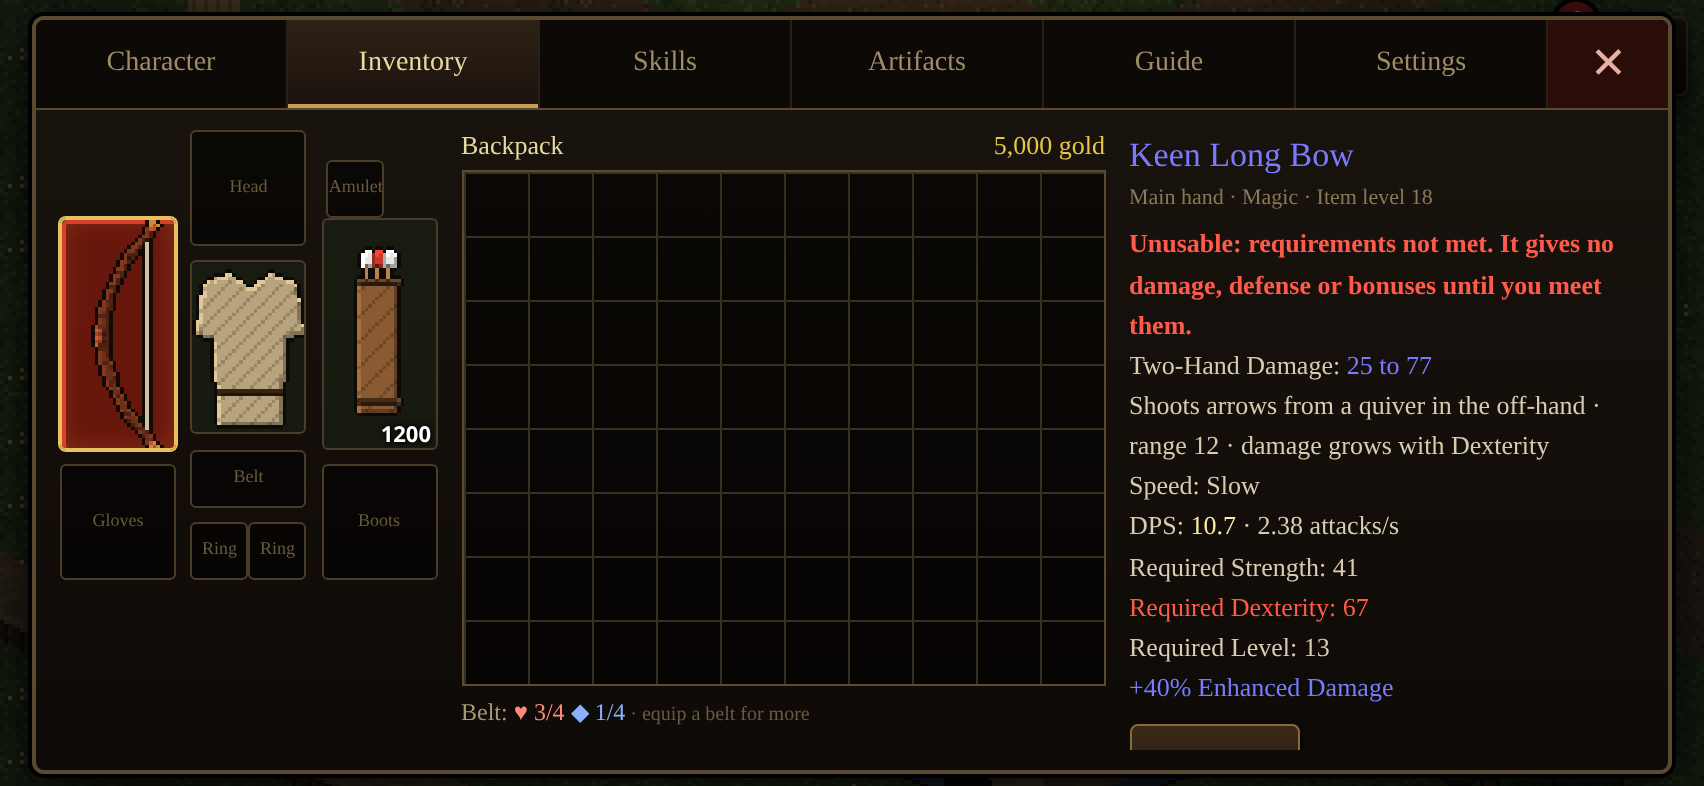 Character
Inventory
Skills
Artifacts
Guide
Settings
✕
Head
Amulet
1200
Belt
Gloves
Ring
Ring
Boots
Backpack
5,000 gold
Belt: ♥ 3/4 ◆ 1/4 · equip a belt for more
Keen Long Bow
Main hand · Magic · Item level 18
Unusable: requirements not met. It gives no
damage, defense or bonuses until you meet
them.
Two-Hand Damage: 25 to 77
Shoots arrows from a quiver in the off-hand ·
range 12 · damage grows with Dexterity
Speed: Slow
DPS: 10.7 · 2.38 attacks/s
Required Strength: 41
Required Dexterity: 67
Required Level: 13
+40% Enhanced Damage